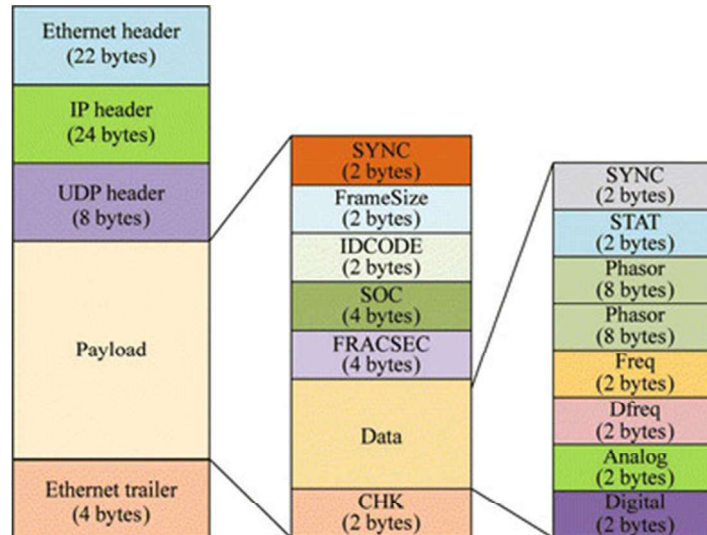 Ethernet header
(22 bytes)
IP header
(24 bytes)
UDP header
(8 bytes)
Payload
Ethernet trailer
(4 bytes)
SYNC
(2 bytes)
FrameSize
(2 bytes)
IDCODE
(2 bytes)
SOC
(4 bytes)
FRACSEC
(4 bytes)
Data
CHK
(2 bytes)
SYNC
(2 bytes)
STAT
(2 bytes)
Phasor
(8 bytes)
Phasor
(8 bytes)
Freq
(2 bytes)
Dfreq
(2 bytes)
Analog
(2 bytes)
Digital
(2 bytes)